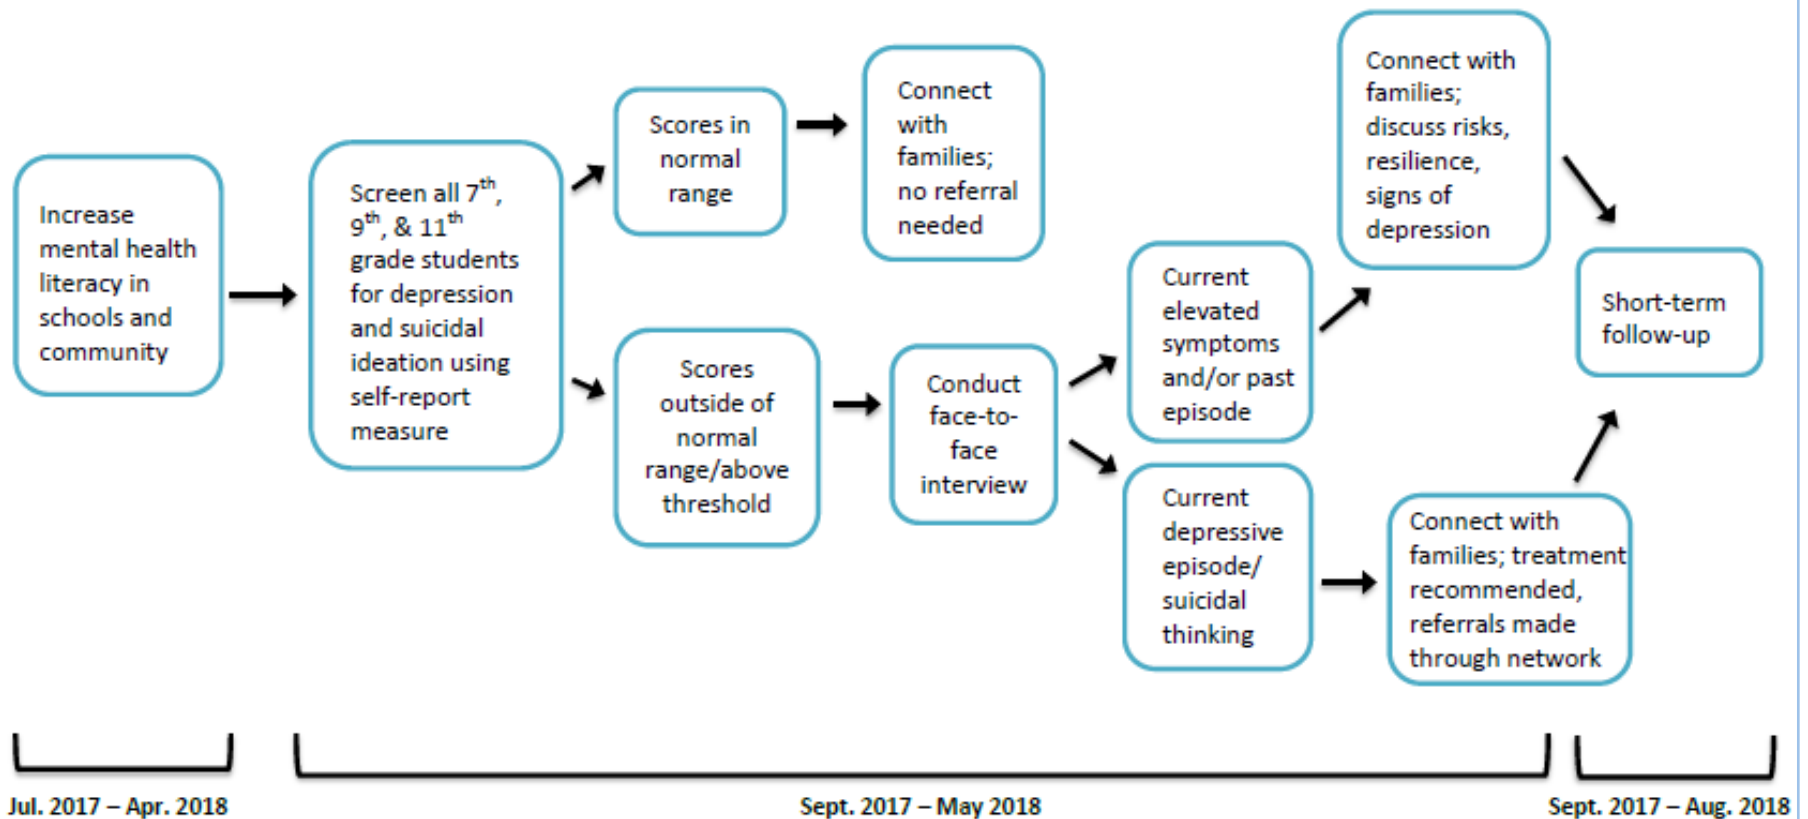 Increase
mental health
literacy in
schools and
community
Screen all 7th,
9th, & 11th
grade students
for depression
and suicidal
ideation using
self-report
measure
Scores in
normal
range
Connect
with
families;
no referral
needed
Scores
outside of
normal
range/above
threshold
Conduct
face-to-
face
interview
Current
elevated
symptoms
and/or past
episode
Current
depressive
episode/
suicidal
thinking
Connect with
families;
discuss risks,
resilience,
signs of
depression
Connect with
families; treatment
recommended,
referrals made
through network
Short-term
follow-up
Jul. 2017 – Apr. 2018
Sept. 2017 – May 2018
Sept. 2017 – Aug. 2018